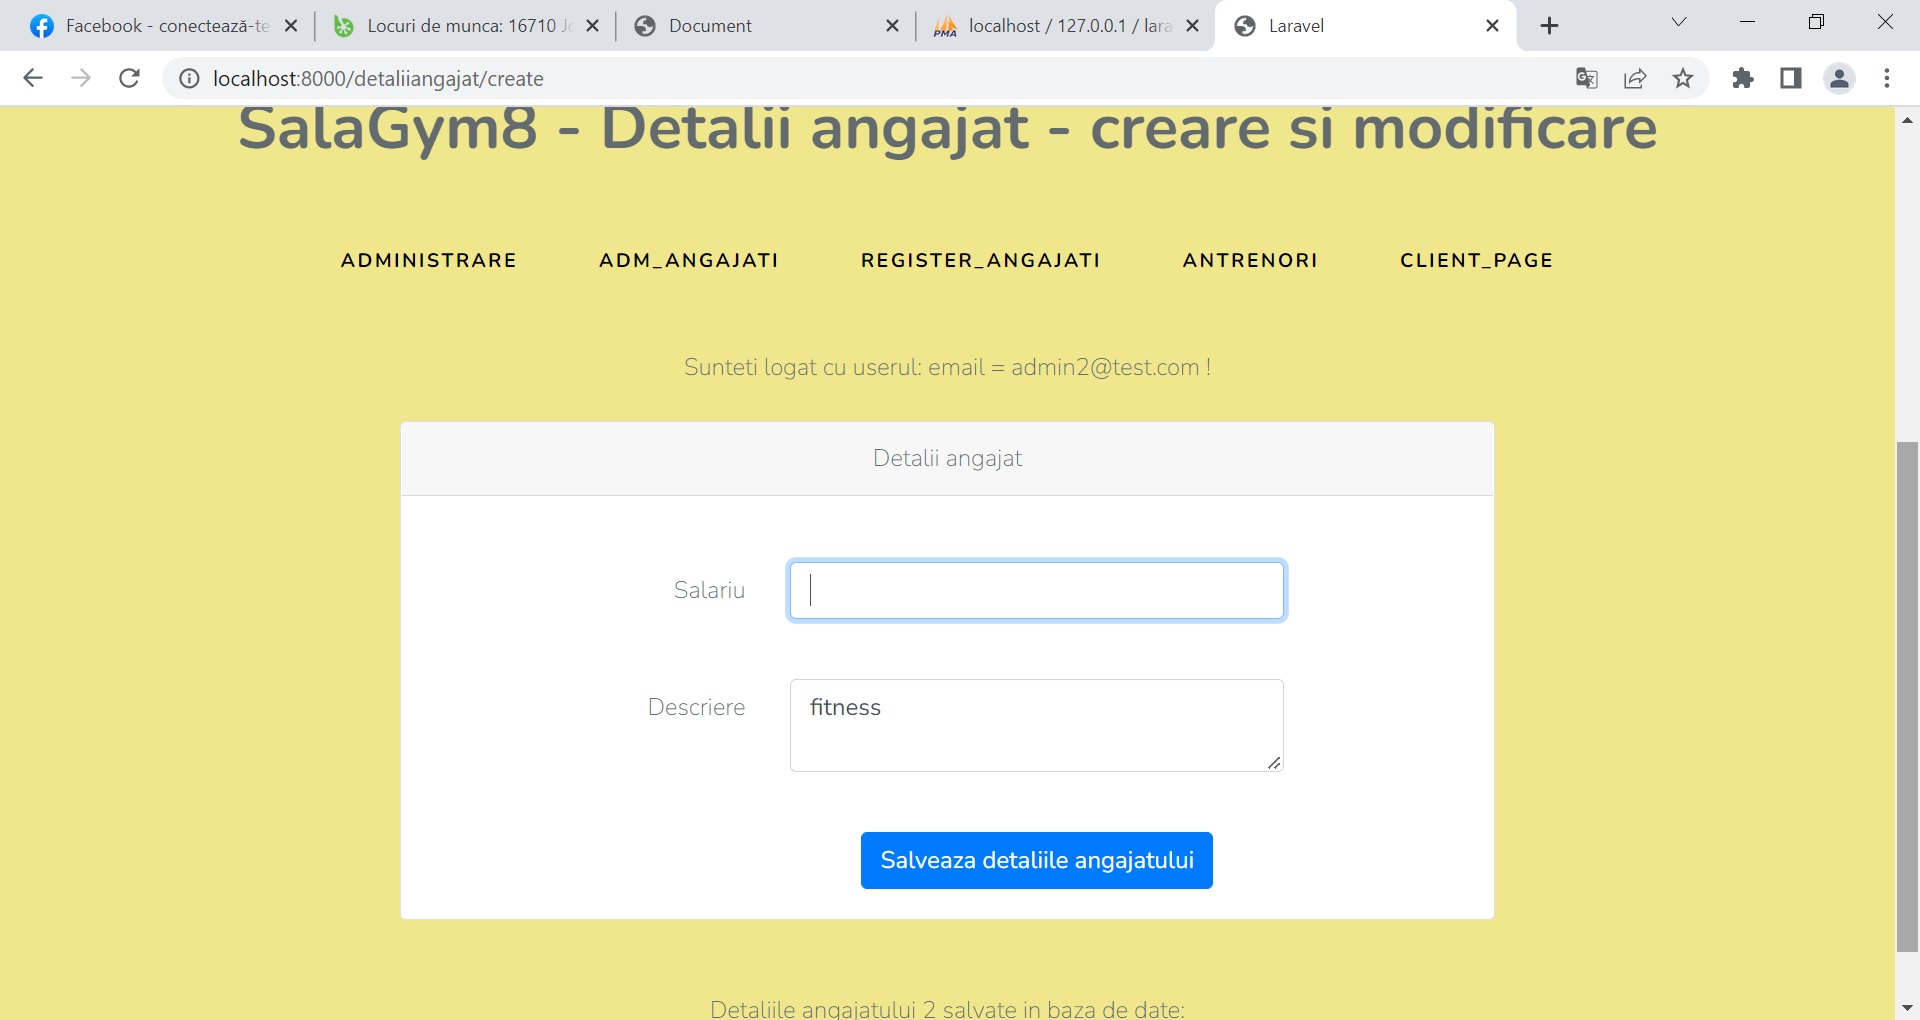 Facebook - conectează-te
Locuri de munca: 16710 Jo
Document
localhost / 127.0.0.1 / lara
Laravel
localhost:8000/detaliiangajat/create
SalaGym8 - Detalii angajat - creare si modificare
ADMINISTRARE ADM_ANGAJATI REGISTER_ANGAJATI ANTRENORI CLIENT_PAGE
Sunteti logat cu userul: email = admin2@test.com !
Detalii angajat
Salariu
Descriere
fitness
Salveaza detaliile angajatului
Detaliile angajatului 2 salvate in baza de date: